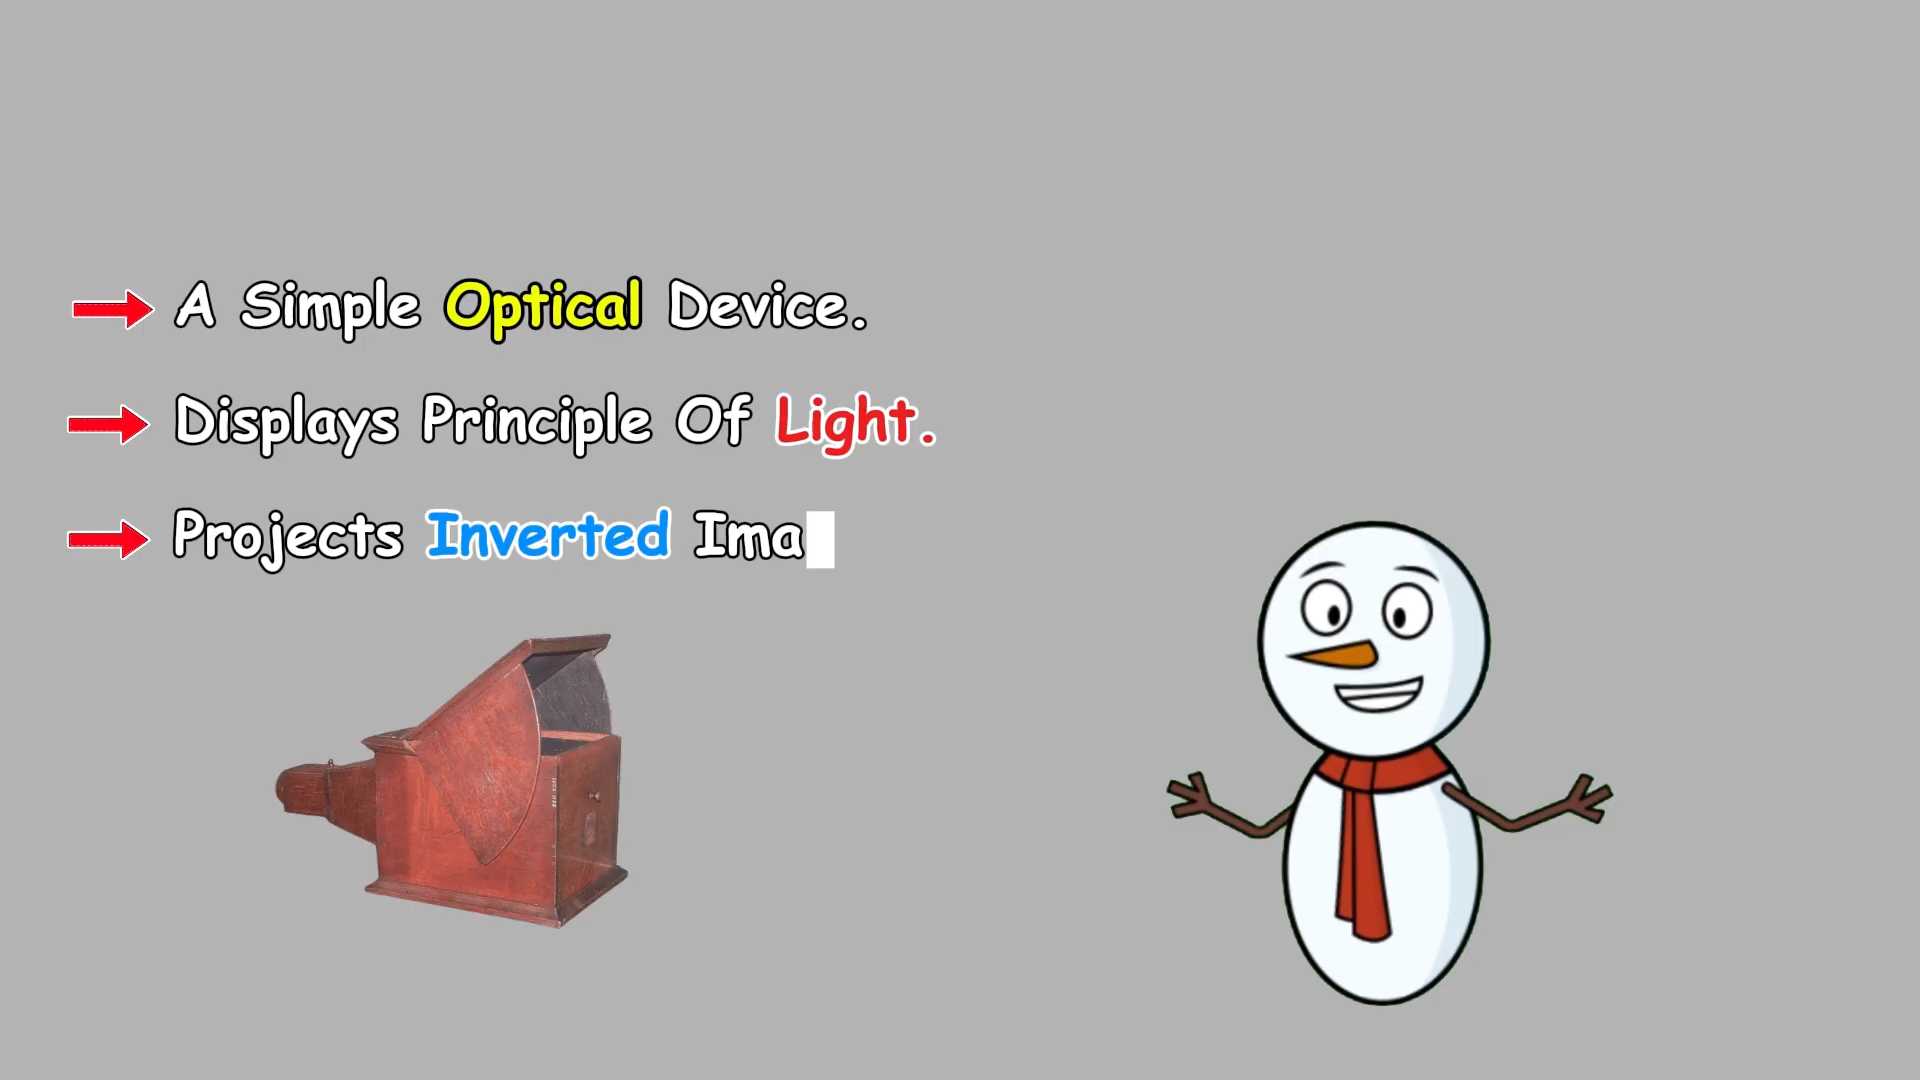 A Simple Optical Device.
Displays Principle Of Light.
Projects Inverted Ima